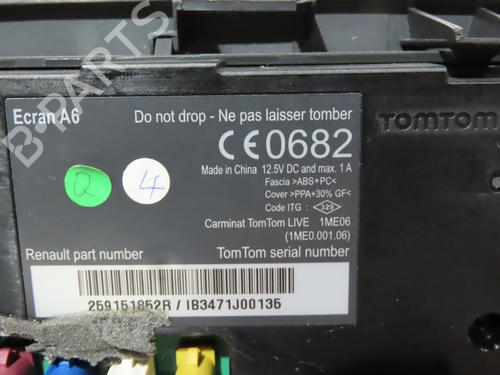 Ecran A6
Do not drop - Ne pas laisser tomber
CE 0682
TOMTOM
Made in China 12.5V DC and max. 1 A
Fascia >ABS+PC<
Cover >PPA+30% GF<
Code ITG : 329
Q
4
Carminat TomTom LIVE 1ME06
(1ME0.001.06)
Renault part number
TomTom serial number
259151852R / IB3471J00135
B-PARTS